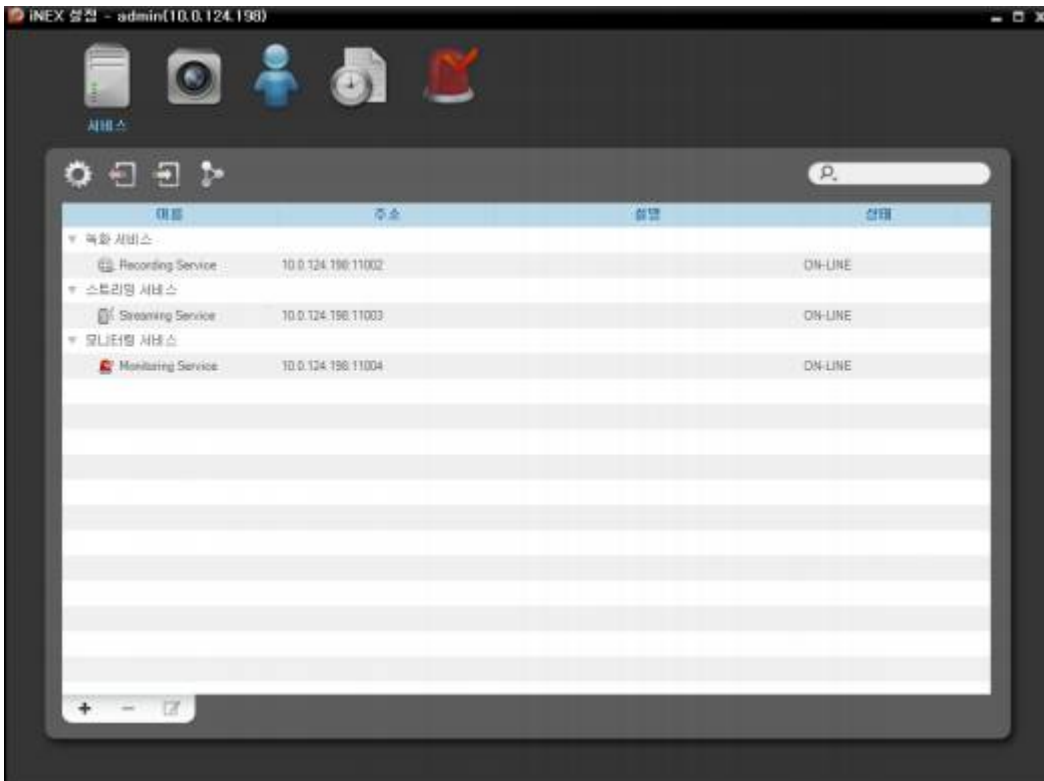 iNEX 설정 - admin(10.0.124.198)
서비스
이름 주소 설명 상태
녹화 서비스
Recording Service 10.0.124.198:11002 ON-LINE
스트리밍 서비스
Streaming Service 10.0.124.198:11003 ON-LINE
모니터링 서비스
Monitoring Service 10.0.124.198:11004 ON-LINE